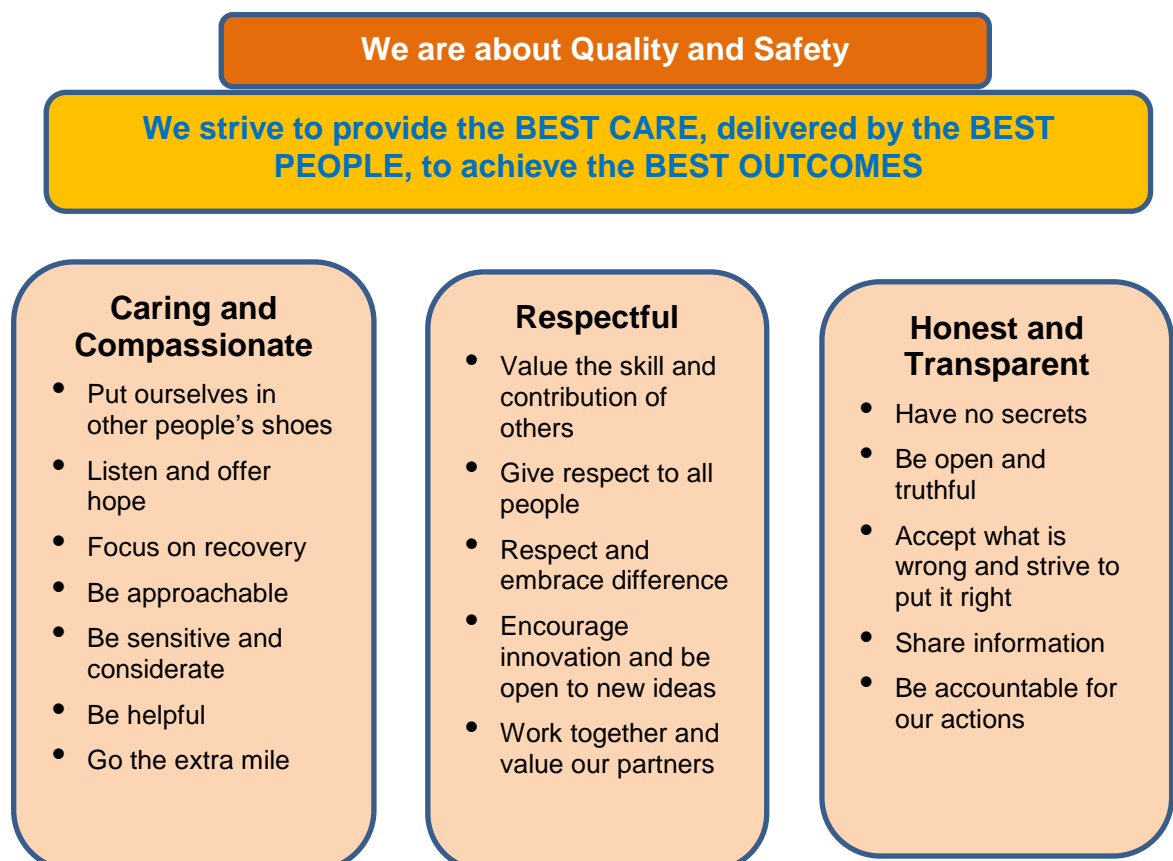 We are about Quality and Safety
We strive to provide the BEST CARE, delivered by the BEST
PEOPLE, to achieve the BEST OUTCOMES
Caring and
Compassionate
• Put ourselves in
other people’s shoes
• Listen and offer
hope
• Focus on recovery
• Be approachable
• Be sensitive and
considerate
• Be helpful
• Go the extra mile
Respectful
• Value the skill and
contribution of
others
• Give respect to all
people
• Respect and
embrace difference
• Encourage
innovation and be
open to new ideas
• Work together and
value our partners
Honest and
Transparent
• Have no secrets
• Be open and
truthful
• Accept what is
wrong and strive to
put it right
• Share information
• Be accountable for
our actions